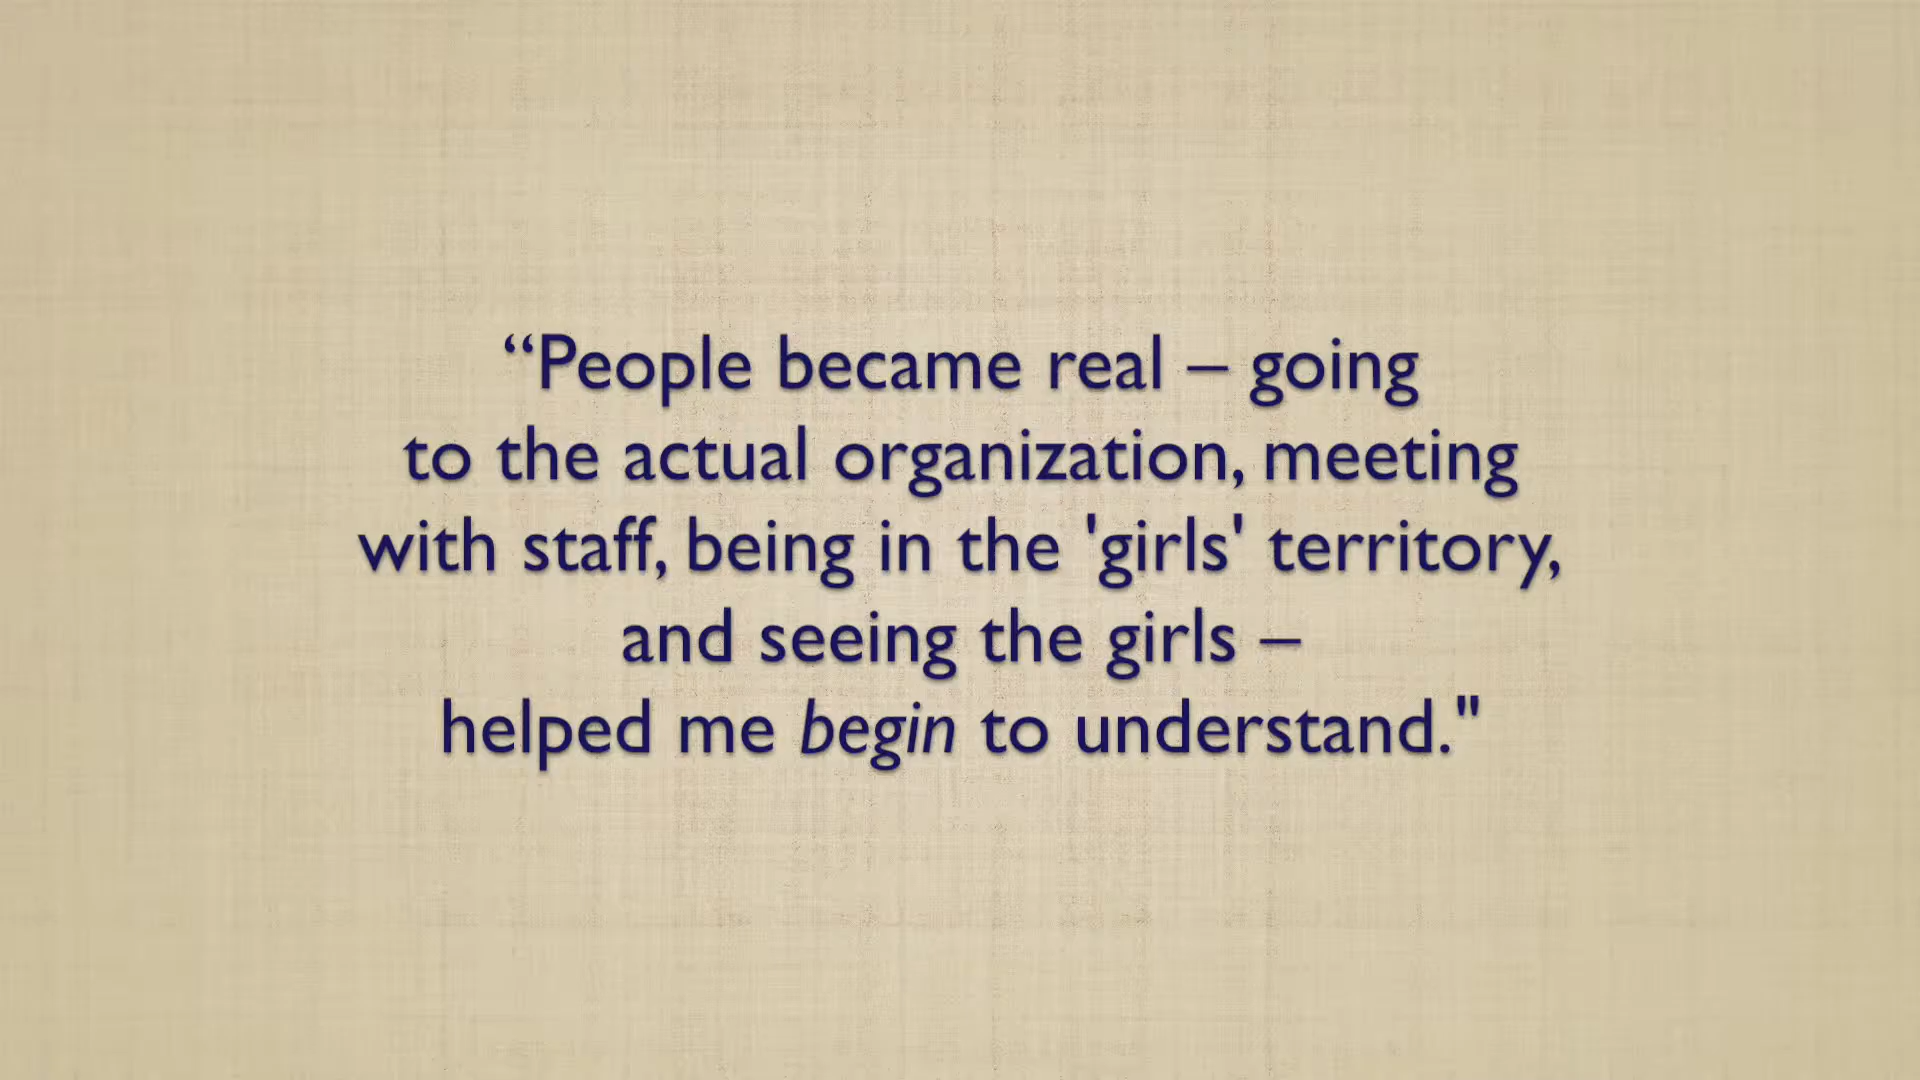 “People became real – going
to the actual organization, meeting
with staff, being in the 'girls' territory,
and seeing the girls –
helped me begin to understand."